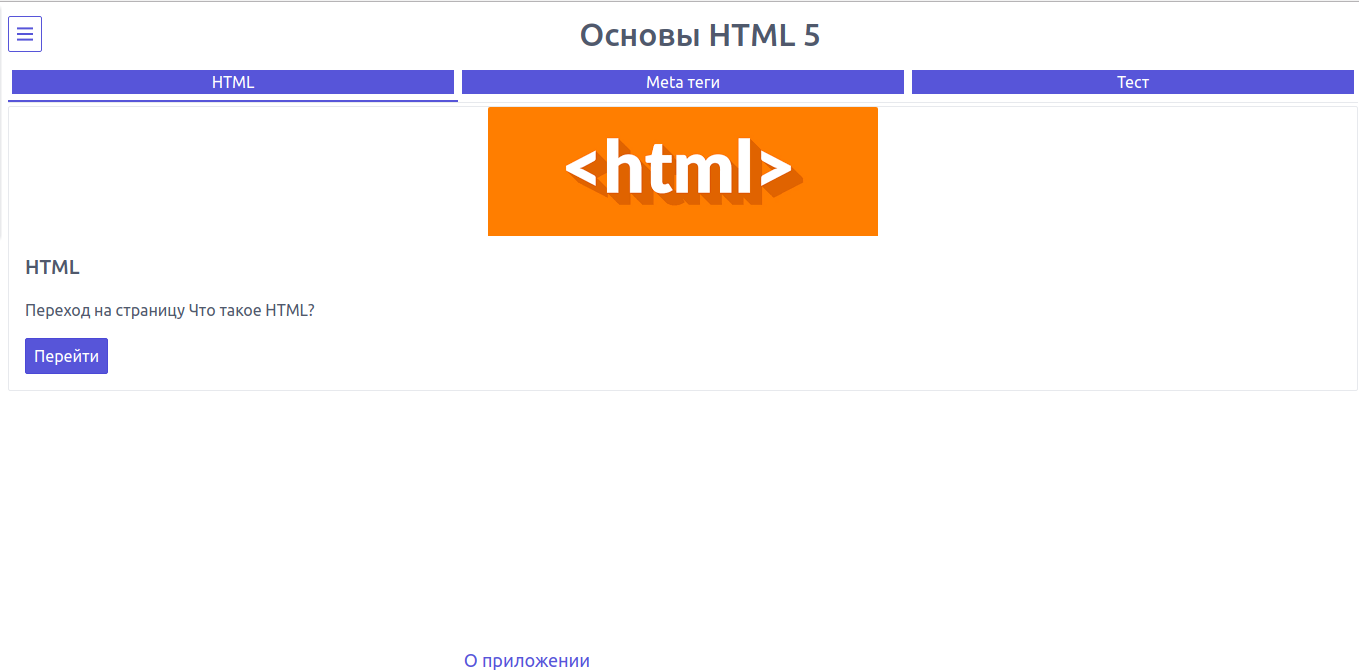 Основы HTML 5
HTML
Meta теги
Тест
<html>
HTML
Переход на страницу Что такое HTML?
Перейти
О приложении